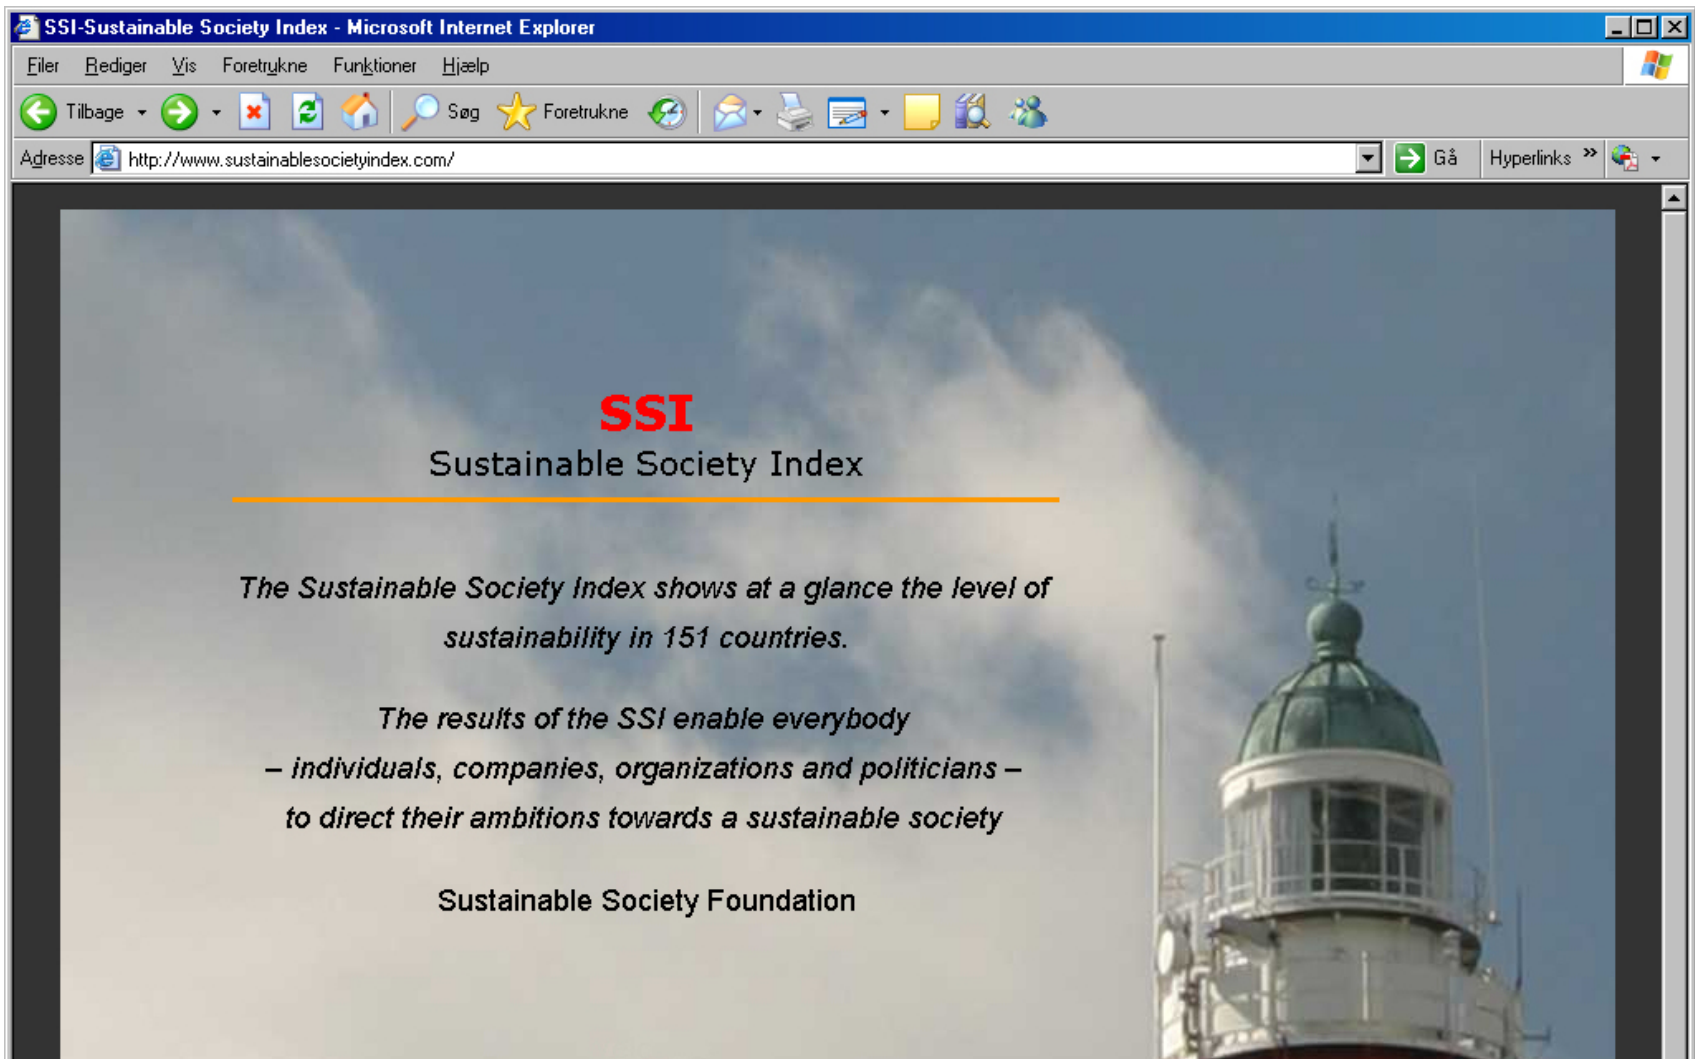 SSI-Sustainable Society Index - Microsoft Internet Explorer
Filer Rediger Vis Foretrukne Funktioner Hjælp
Tilbage Søg Foretrukne
Adresse http://www.sustainablesocietyindex.com/ Gå Hyperlinks »
SSI
Sustainable Society Index
The Sustainable Society Index shows at a glance the level of
sustainability in 151 countries.
The results of the SSI enable everybody
– individuals, companies, organizations and politicians –
to direct their ambitions towards a sustainable society
Sustainable Society Foundation